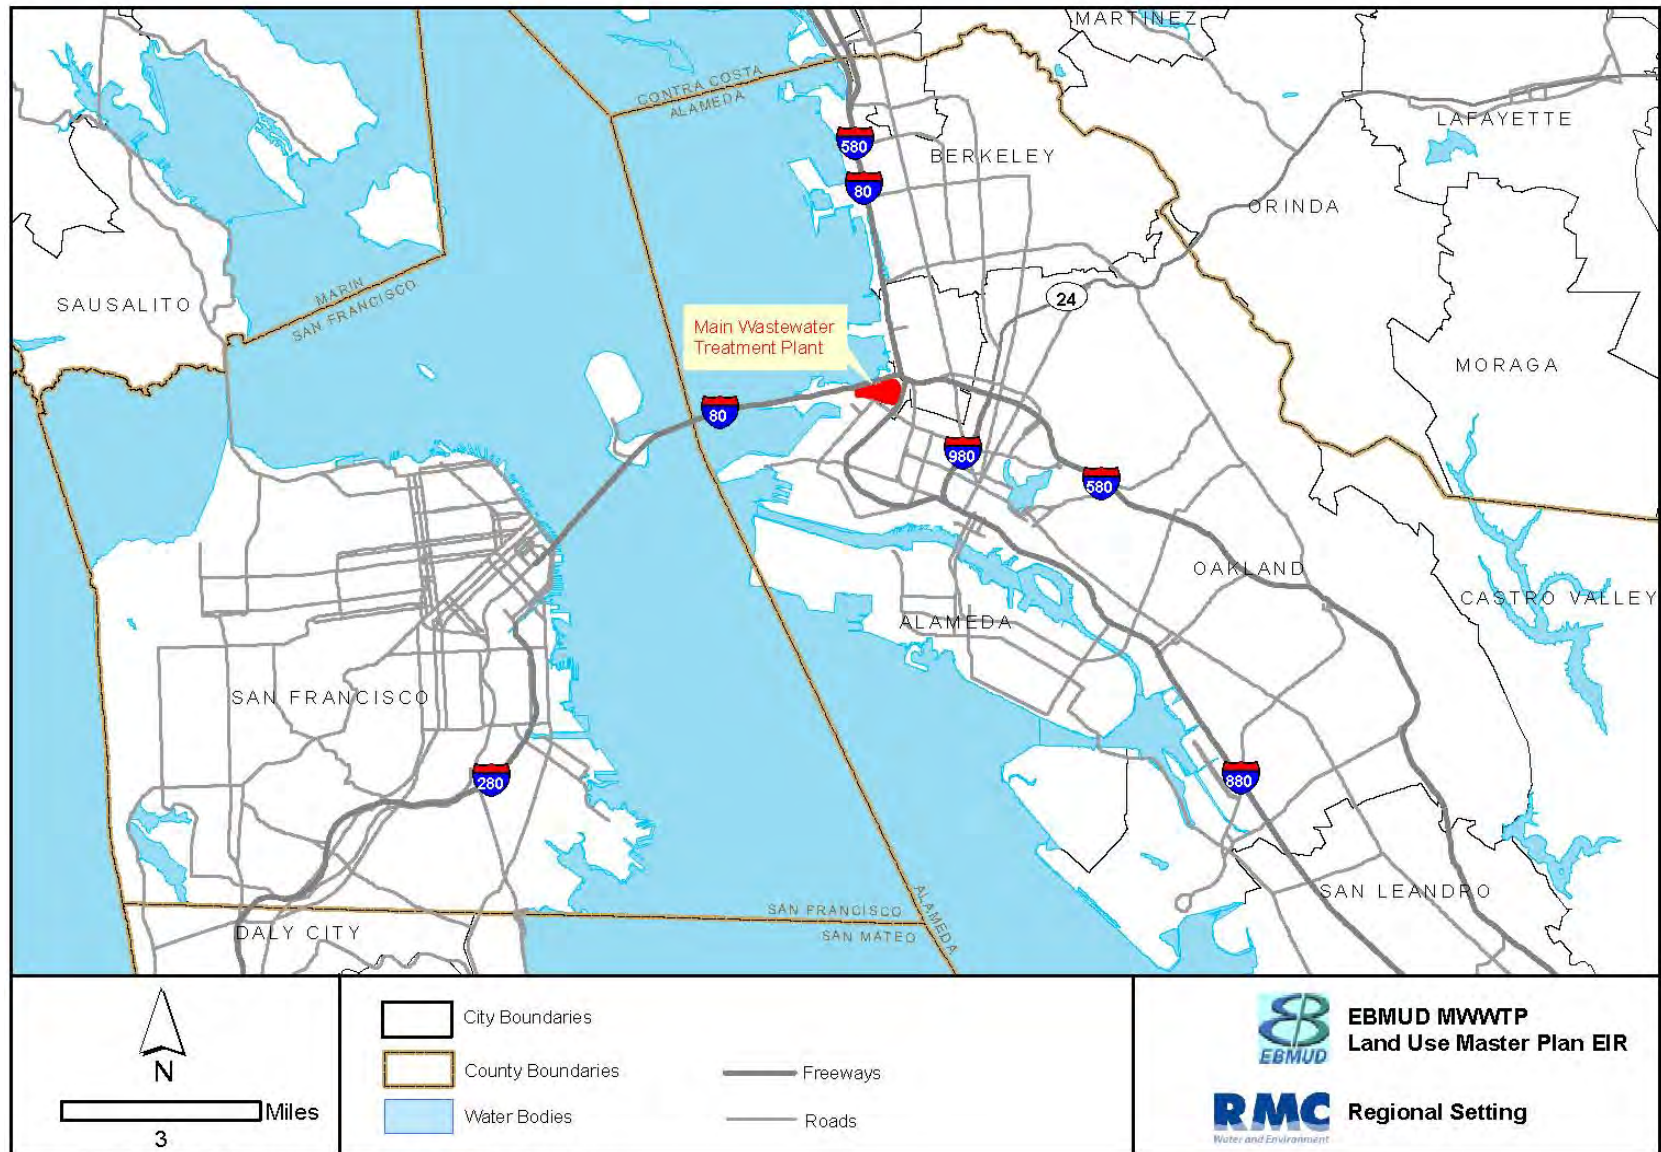 MARTINEZ
CONTRA COSTA
ALAMEDA
LAFAYETTE
580
BERKELEY
80
ORINDA
MARIN
SAN FRANCISCO
SAUSALITO
24
Main Wastewater
Treatment Plant
MORAGA
80
980
580
OAKLAND
CASTRO VALLEY
ALAMEDA
SAN FRANCISCO
280
880
SAN LEANDRO
SAN FRANCISCO
SAN MATEO
ALAMEDA
DALY CITY
N
Miles
3
City Boundaries
County Boundaries
Water Bodies
Freeways
Roads
EBMUD
EBMUD MWWTP
Land Use Master Plan EIR
RMC
Water and Environment
Regional Setting